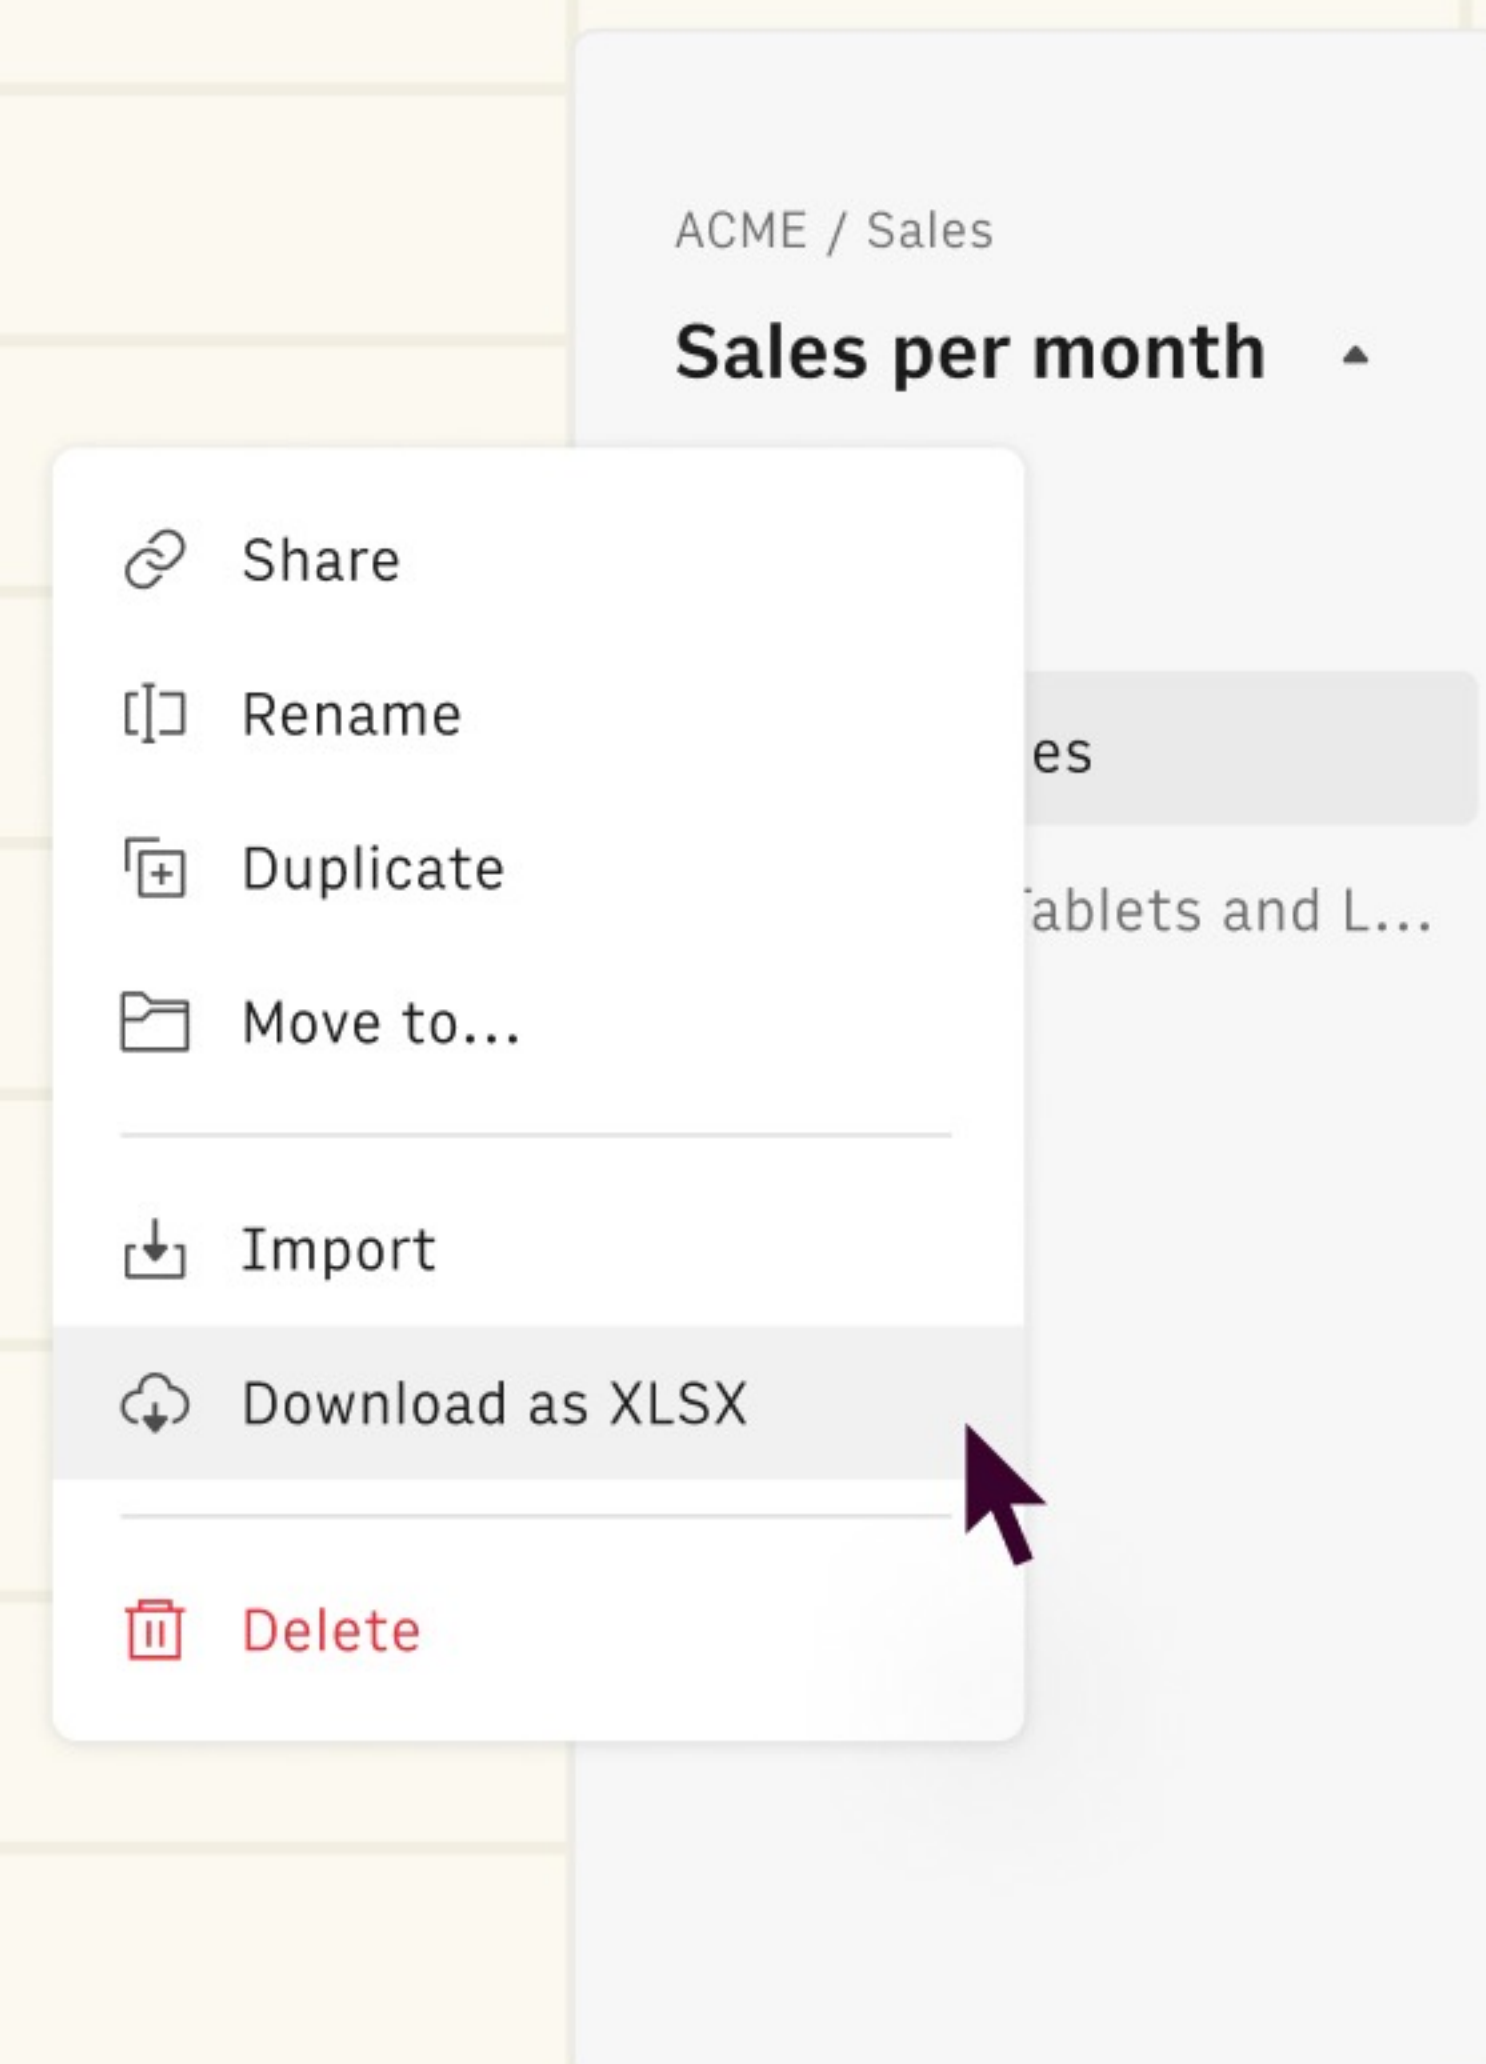 ACME / Sales
Sales per month
Share
Rename
Duplicate
Move to...
Import
Download as XLSX
Delete
es
ablets and L...